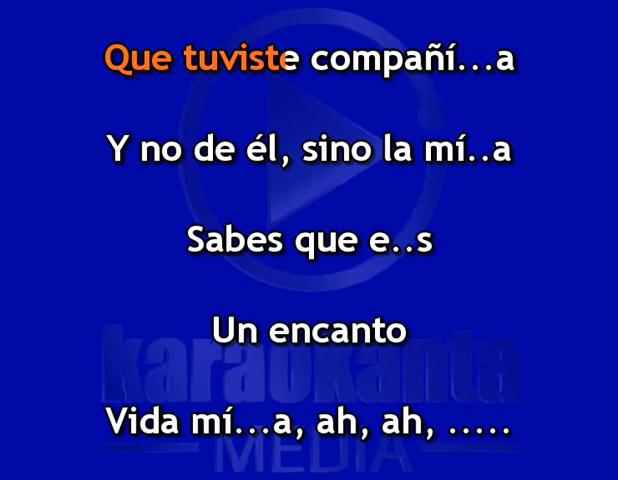 Que tuviste compañí...a
Y no de él, sino la mí..a
Sabes que e..s
Un encanto
karaokanta
Vida mí...a, ah, ah, .....
MEDIA